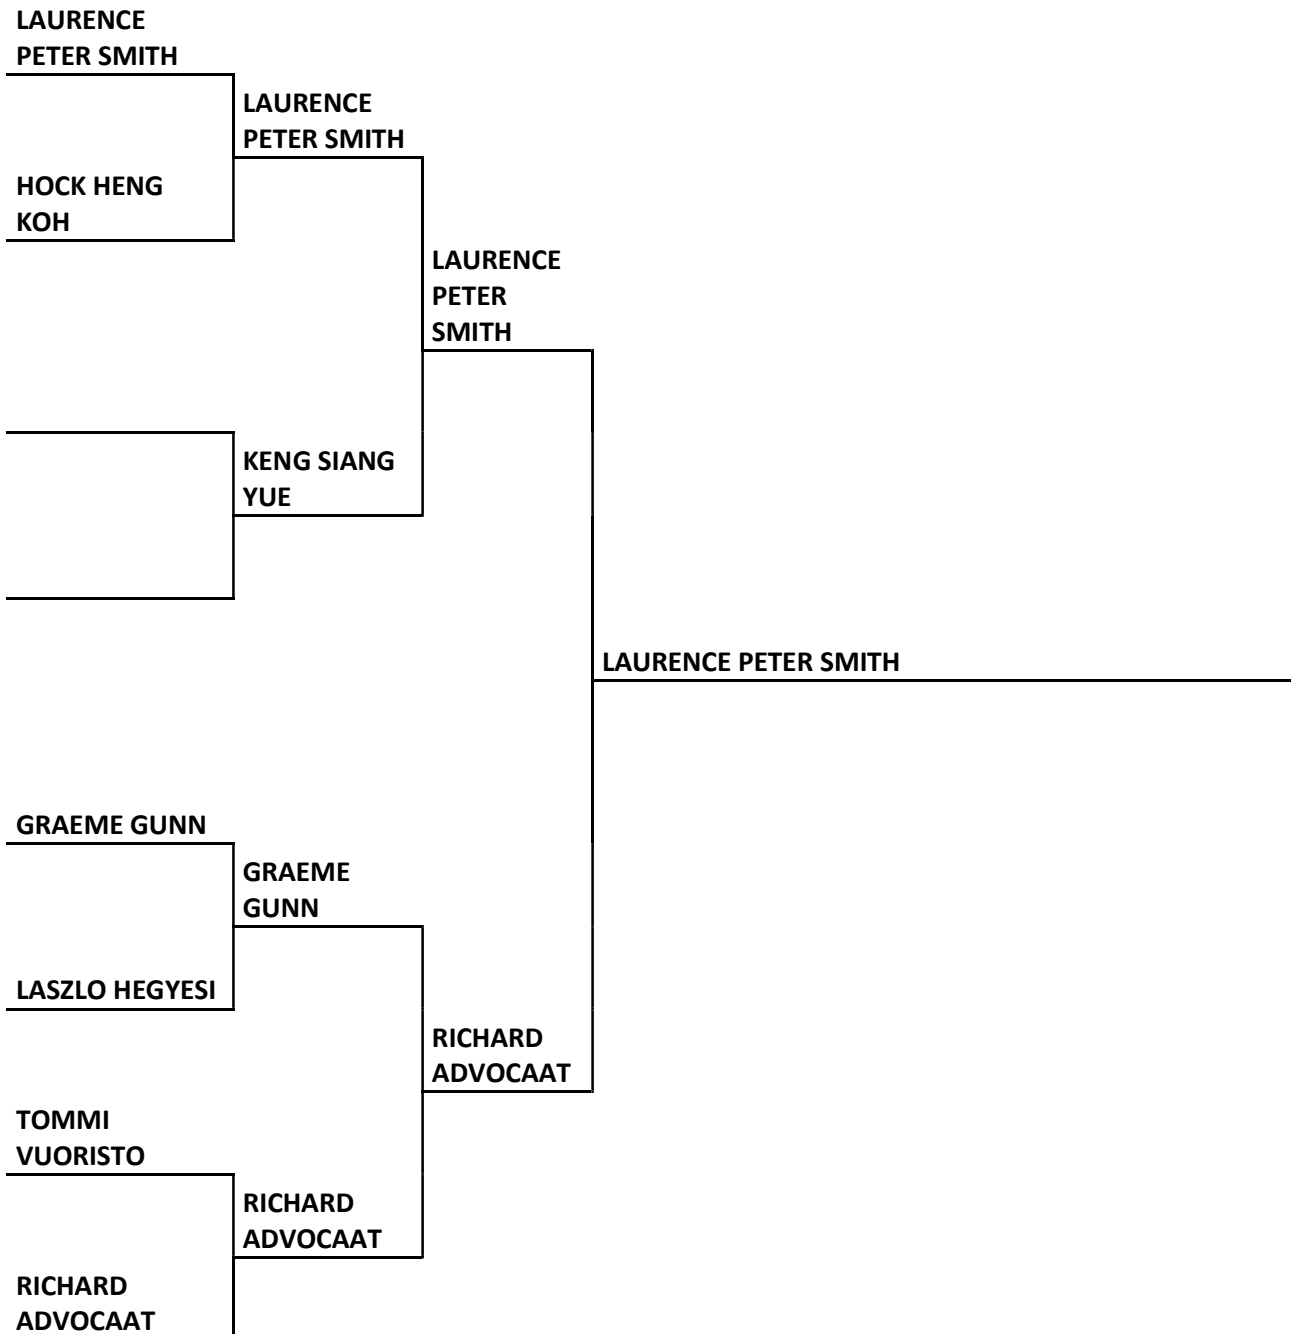 LAURENCE
PETER SMITH
LAURENCE
PETER SMITH
HOCK HENG
KOH
LAURENCE
PETER
SMITH
KENG SIANG
YUE
LAURENCE PETER SMITH
GRAEME GUNN
GRAEME
GUNN
LASZLO HEGYESI
RICHARD
ADVOCAAT
TOMMI
VUORISTO
RICHARD
ADVOCAAT
RICHARD
ADVOCAAT